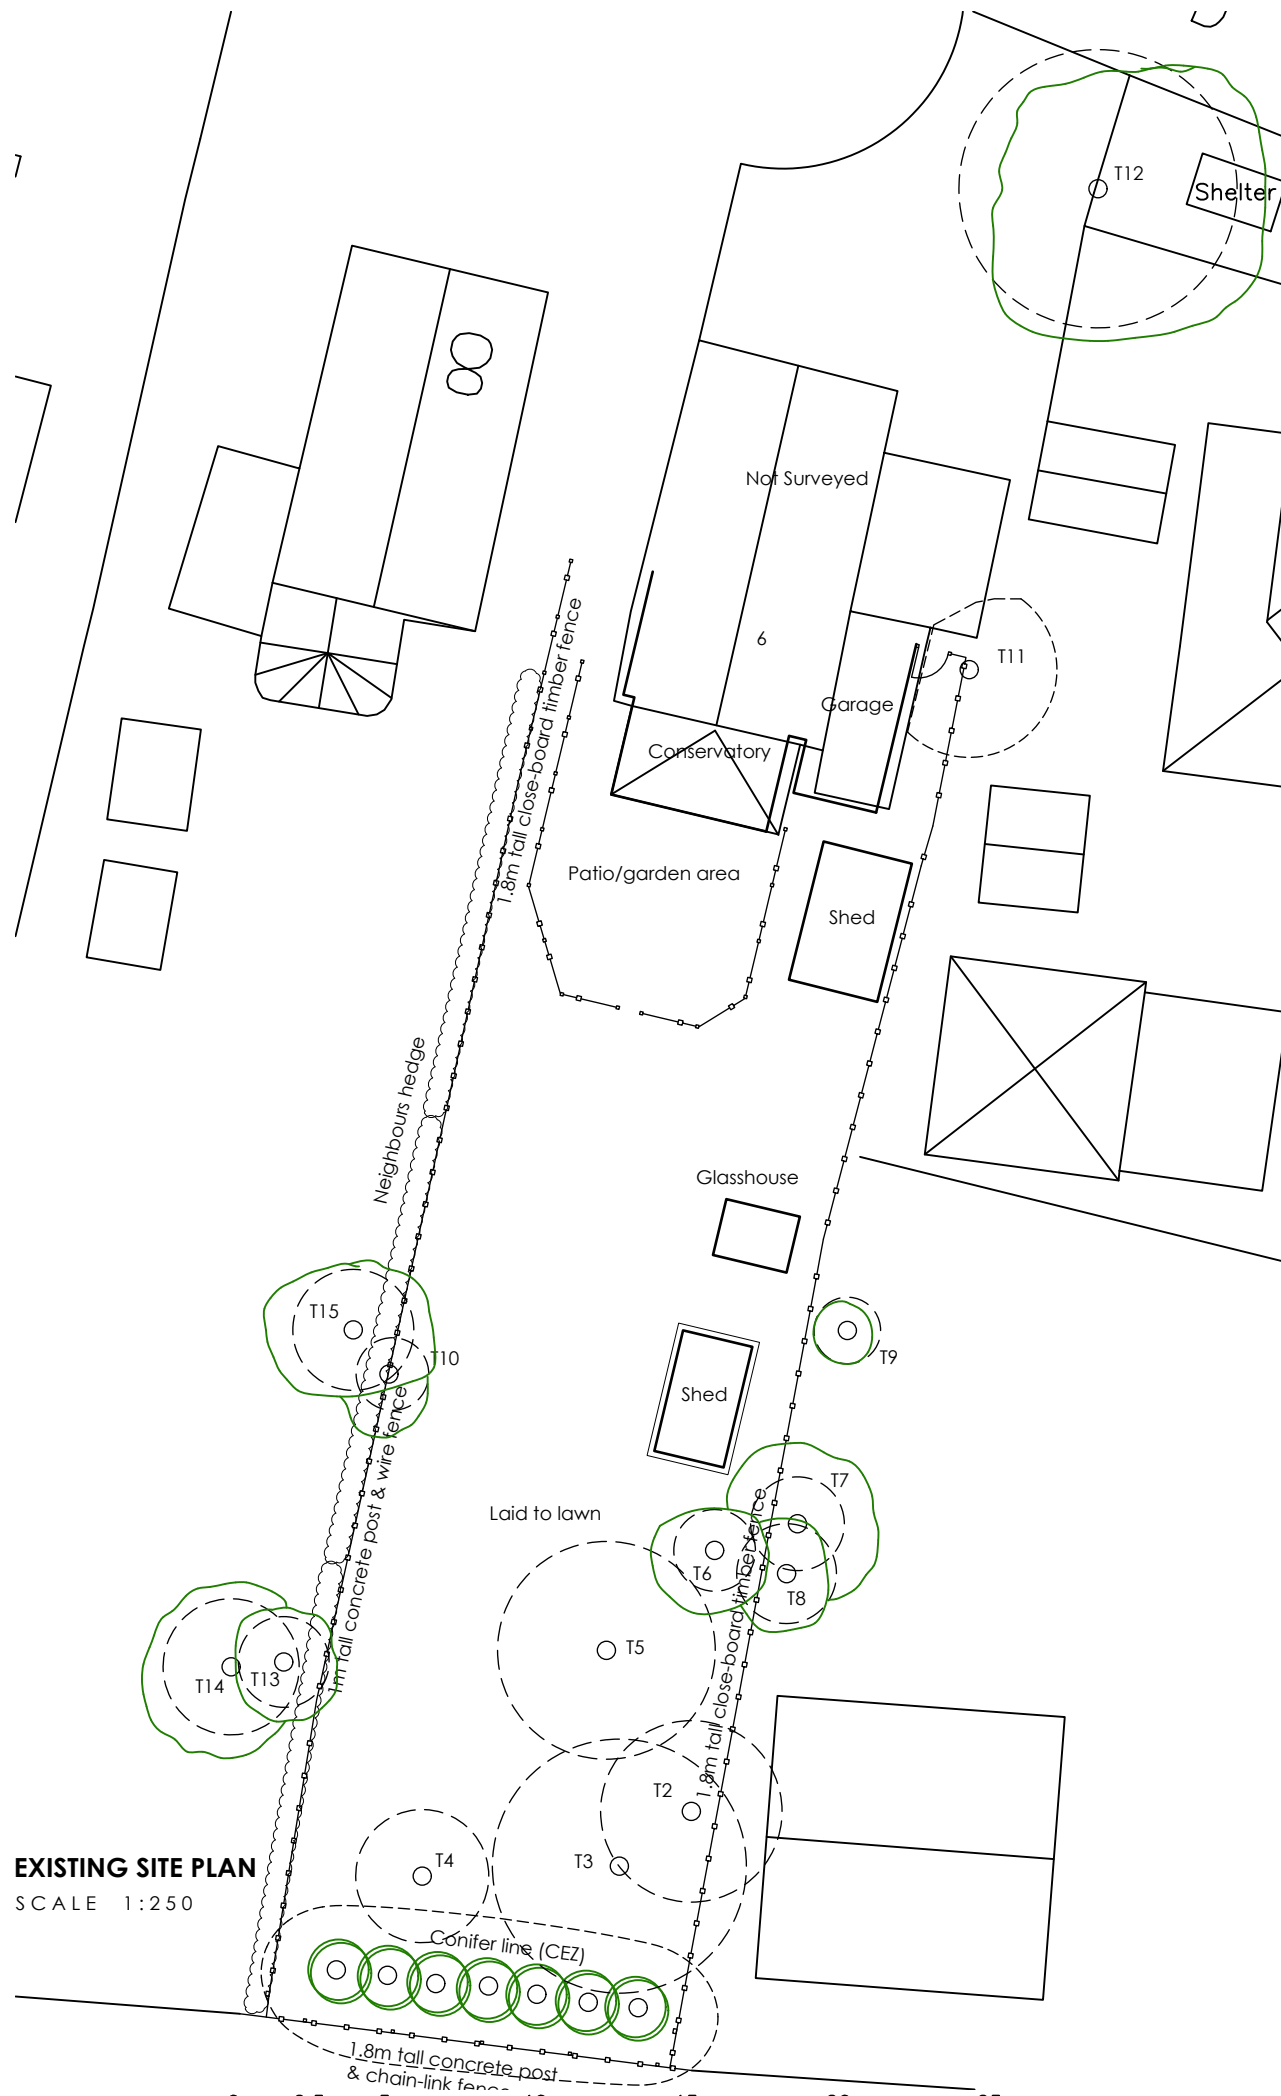 T12
Shelter
Not Surveyed
1.8m tall close-board timber fence
6
T11
Garage
Conservatory
Patio/garden area
Shed
Neighbours hedge
Glasshouse
T15
T10
T9
Shed
1m tall concrete post & wire fence
Laid to lawn
T7
T6
T8
1.8m tall close-board timber fence
T5
T14
T13
T2
T3
T4
EXISTING SITE PLAN
SCALE 1:250
Conifer line (CEZ)
1.8m tall concrete post
& chain-link fence